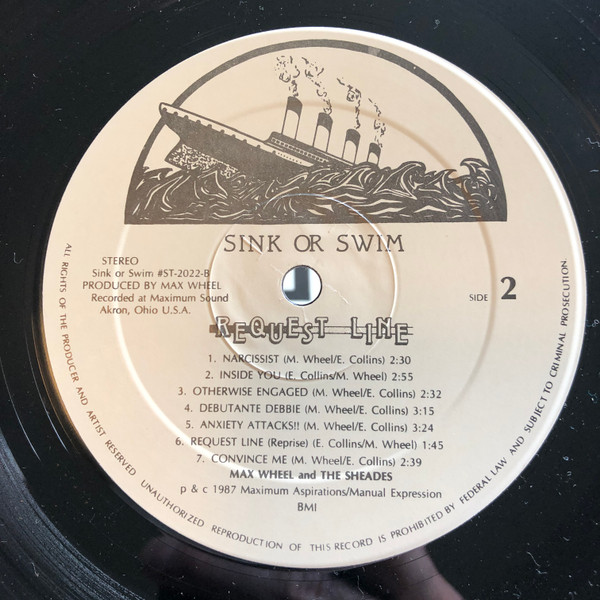 SINK OR SWIM
STEREO
Sink or Swim #ST-2022-B
PRODUCED BY MAX WHEEL
Recorded at Maximum Sound
Akron, Ohio U.S.A.
SIDE 2
REQUEST LINE
1. NARCISSIST (M. Wheel/E. Collins) 2:30
2. INSIDE YOU (E. Collins/M. Wheel) 2:55
3. OTHERWISE ENGAGED (M. Wheel/E. Collins) 2:32
4. DEBUTANTE DEBBIE (M. Wheel/E. Collins) 3:15
5. ANXIETY ATTACKS!! (M. Wheel/E. Collins) 3:24
6. REQUEST LINE (Reprise) (E. Collins/M. Wheel) 1:45
7. CONVINCE ME (M. Wheel/E. Collins) 2:39
MAX WHEEL and THE SHEADES
p & c 1987 Maximum Aspirations/Manual Expression
BMI
ALL RIGHTS OF THE PRODUCER AND ARTIST RESERVED UNAUTHORIZED REPRODUCTION OF THIS RECORD IS PROHIBITED BY FEDERAL LAW AND SUBJECT TO CRIMINAL PROSECUTION